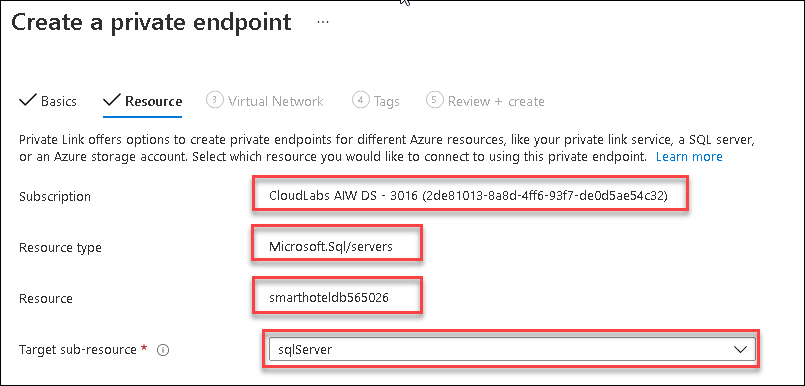 Create a private endpoint ...
Basics Resource 3 Virtual Network 4 Tags 5 Review + create
Private Link offers options to create private endpoints for different Azure resources, like your private link service, a SQL server,
or an Azure storage account. Select which resource you would like to connect to using this private endpoint. Learn more
Subscription CloudLabs AIW DS - 3016 (2de81013-8a8d-4ff6-93f7-de0d5ae54c32)
Resource type Microsoft.Sql/servers
Resource smarthoteldb565026
Target sub-resource * sqlServer